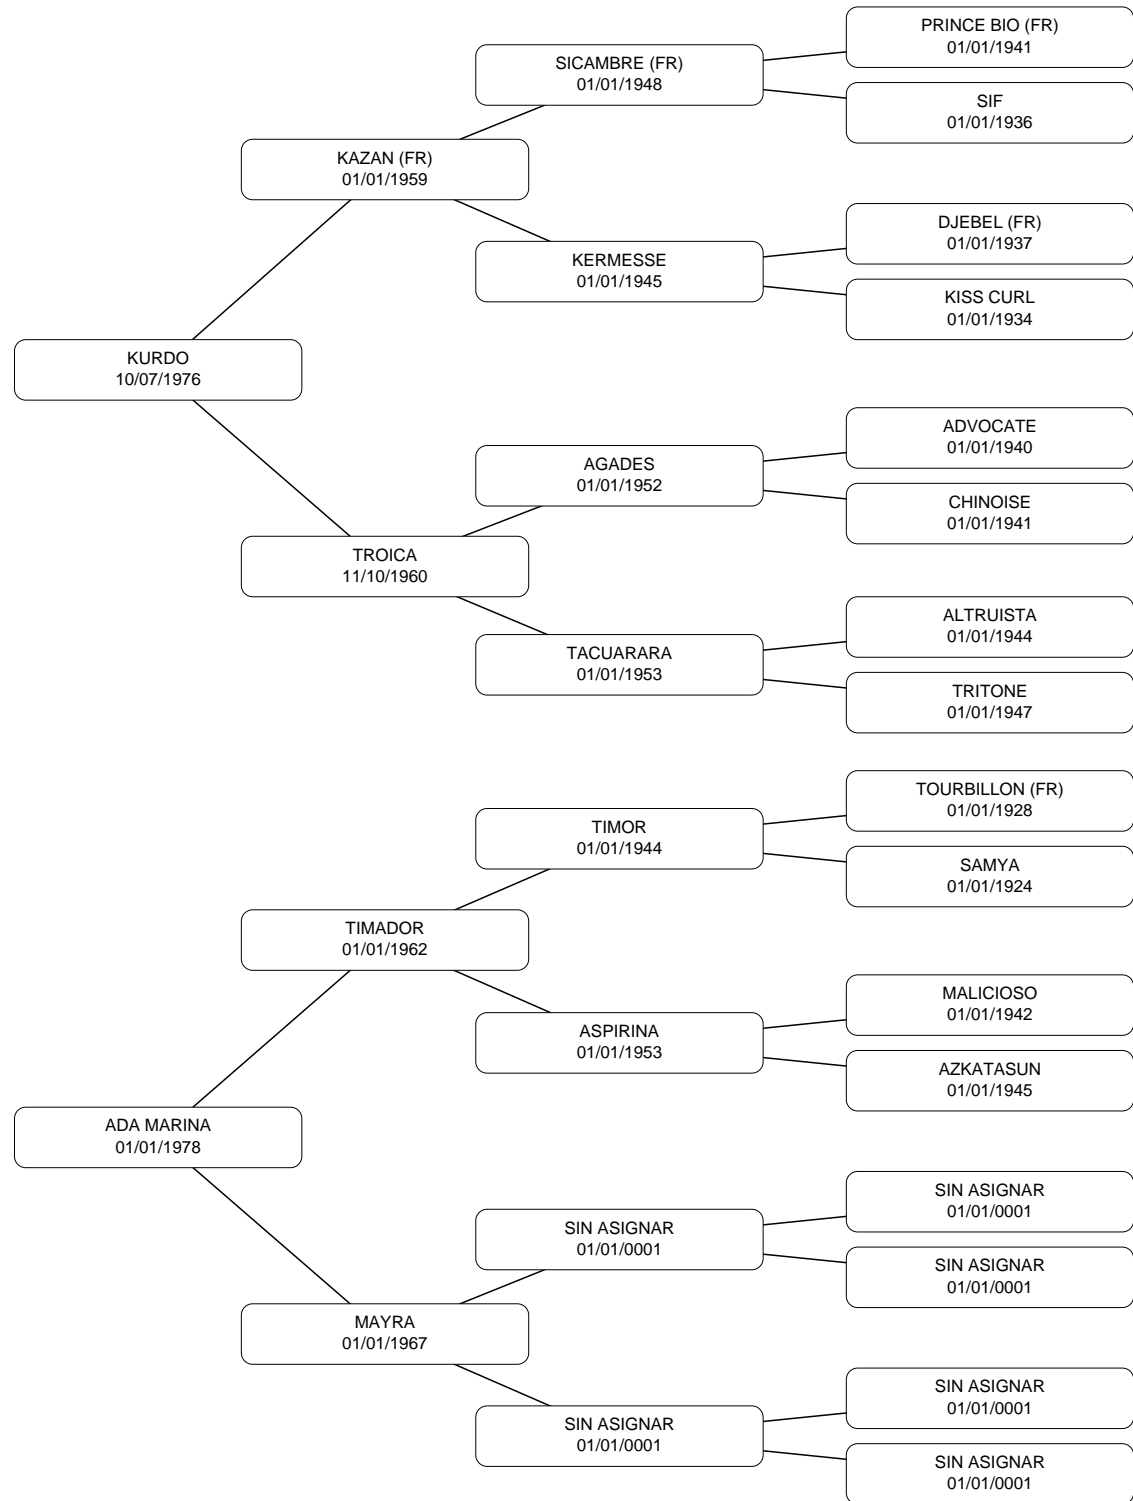 PRINCE BIO (FR)
01/01/1941
SICAMBRE (FR)
01/01/1948
SIF
01/01/1936
KAZAN (FR)
01/01/1959
DJEBEL (FR)
01/01/1937
KERMESSE
01/01/1945
KISS CURL
01/01/1934
KURDO
10/07/1976
ADVOCATE
01/01/1940
AGADES
01/01/1952
CHINOISE
01/01/1941
TROICA
11/10/1960
ALTRUISTA
01/01/1944
TACUARARA
01/01/1953
TRITONE
01/01/1947
TOURBILLON (FR)
01/01/1928
TIMOR
01/01/1944
SAMYA
01/01/1924
TIMADOR
01/01/1962
MALICIOSO
01/01/1942
ASPIRINA
01/01/1953
AZKATASUN
01/01/1945
ADA MARINA
01/01/1978
SIN ASIGNAR
01/01/0001
SIN ASIGNAR
01/01/0001
SIN ASIGNAR
01/01/0001
MAYRA
01/01/1967
SIN ASIGNAR
01/01/0001
SIN ASIGNAR
01/01/0001
SIN ASIGNAR
01/01/0001